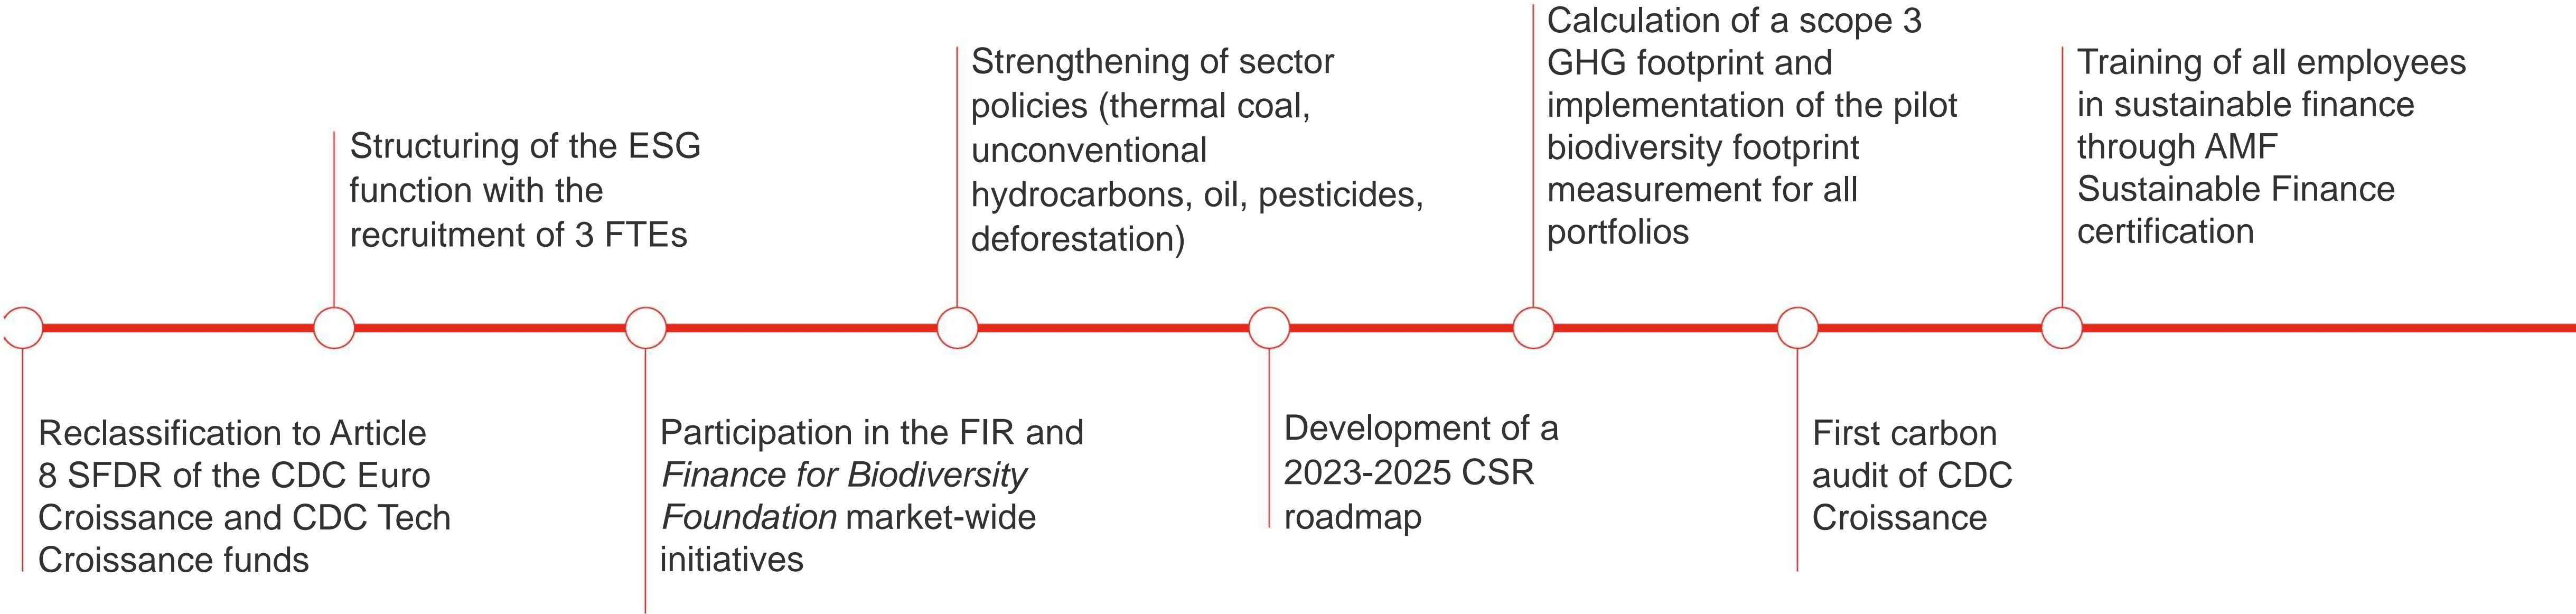 Reclassification to Article
8 SFDR of the CDC Euro
Croissance and CDC Tech
Croissance funds
Structuring of the ESG
function with the
recruitment of 3 FTEs
Participation in the FIR and
Finance for Biodiversity
Foundation market-wide
initiatives
Strengthening of sector
policies (thermal coal,
unconventional
hydrocarbons, oil, pesticides,
deforestation)
Development of a
2023-2025 CSR
roadmap
Calculation of a scope 3
GHG footprint and
implementation of the pilot
biodiversity footprint
measurement for all
portfolios
First carbon
audit of CDC
Croissance
Training of all employees
in sustainable finance
through AMF
Sustainable Finance
certification